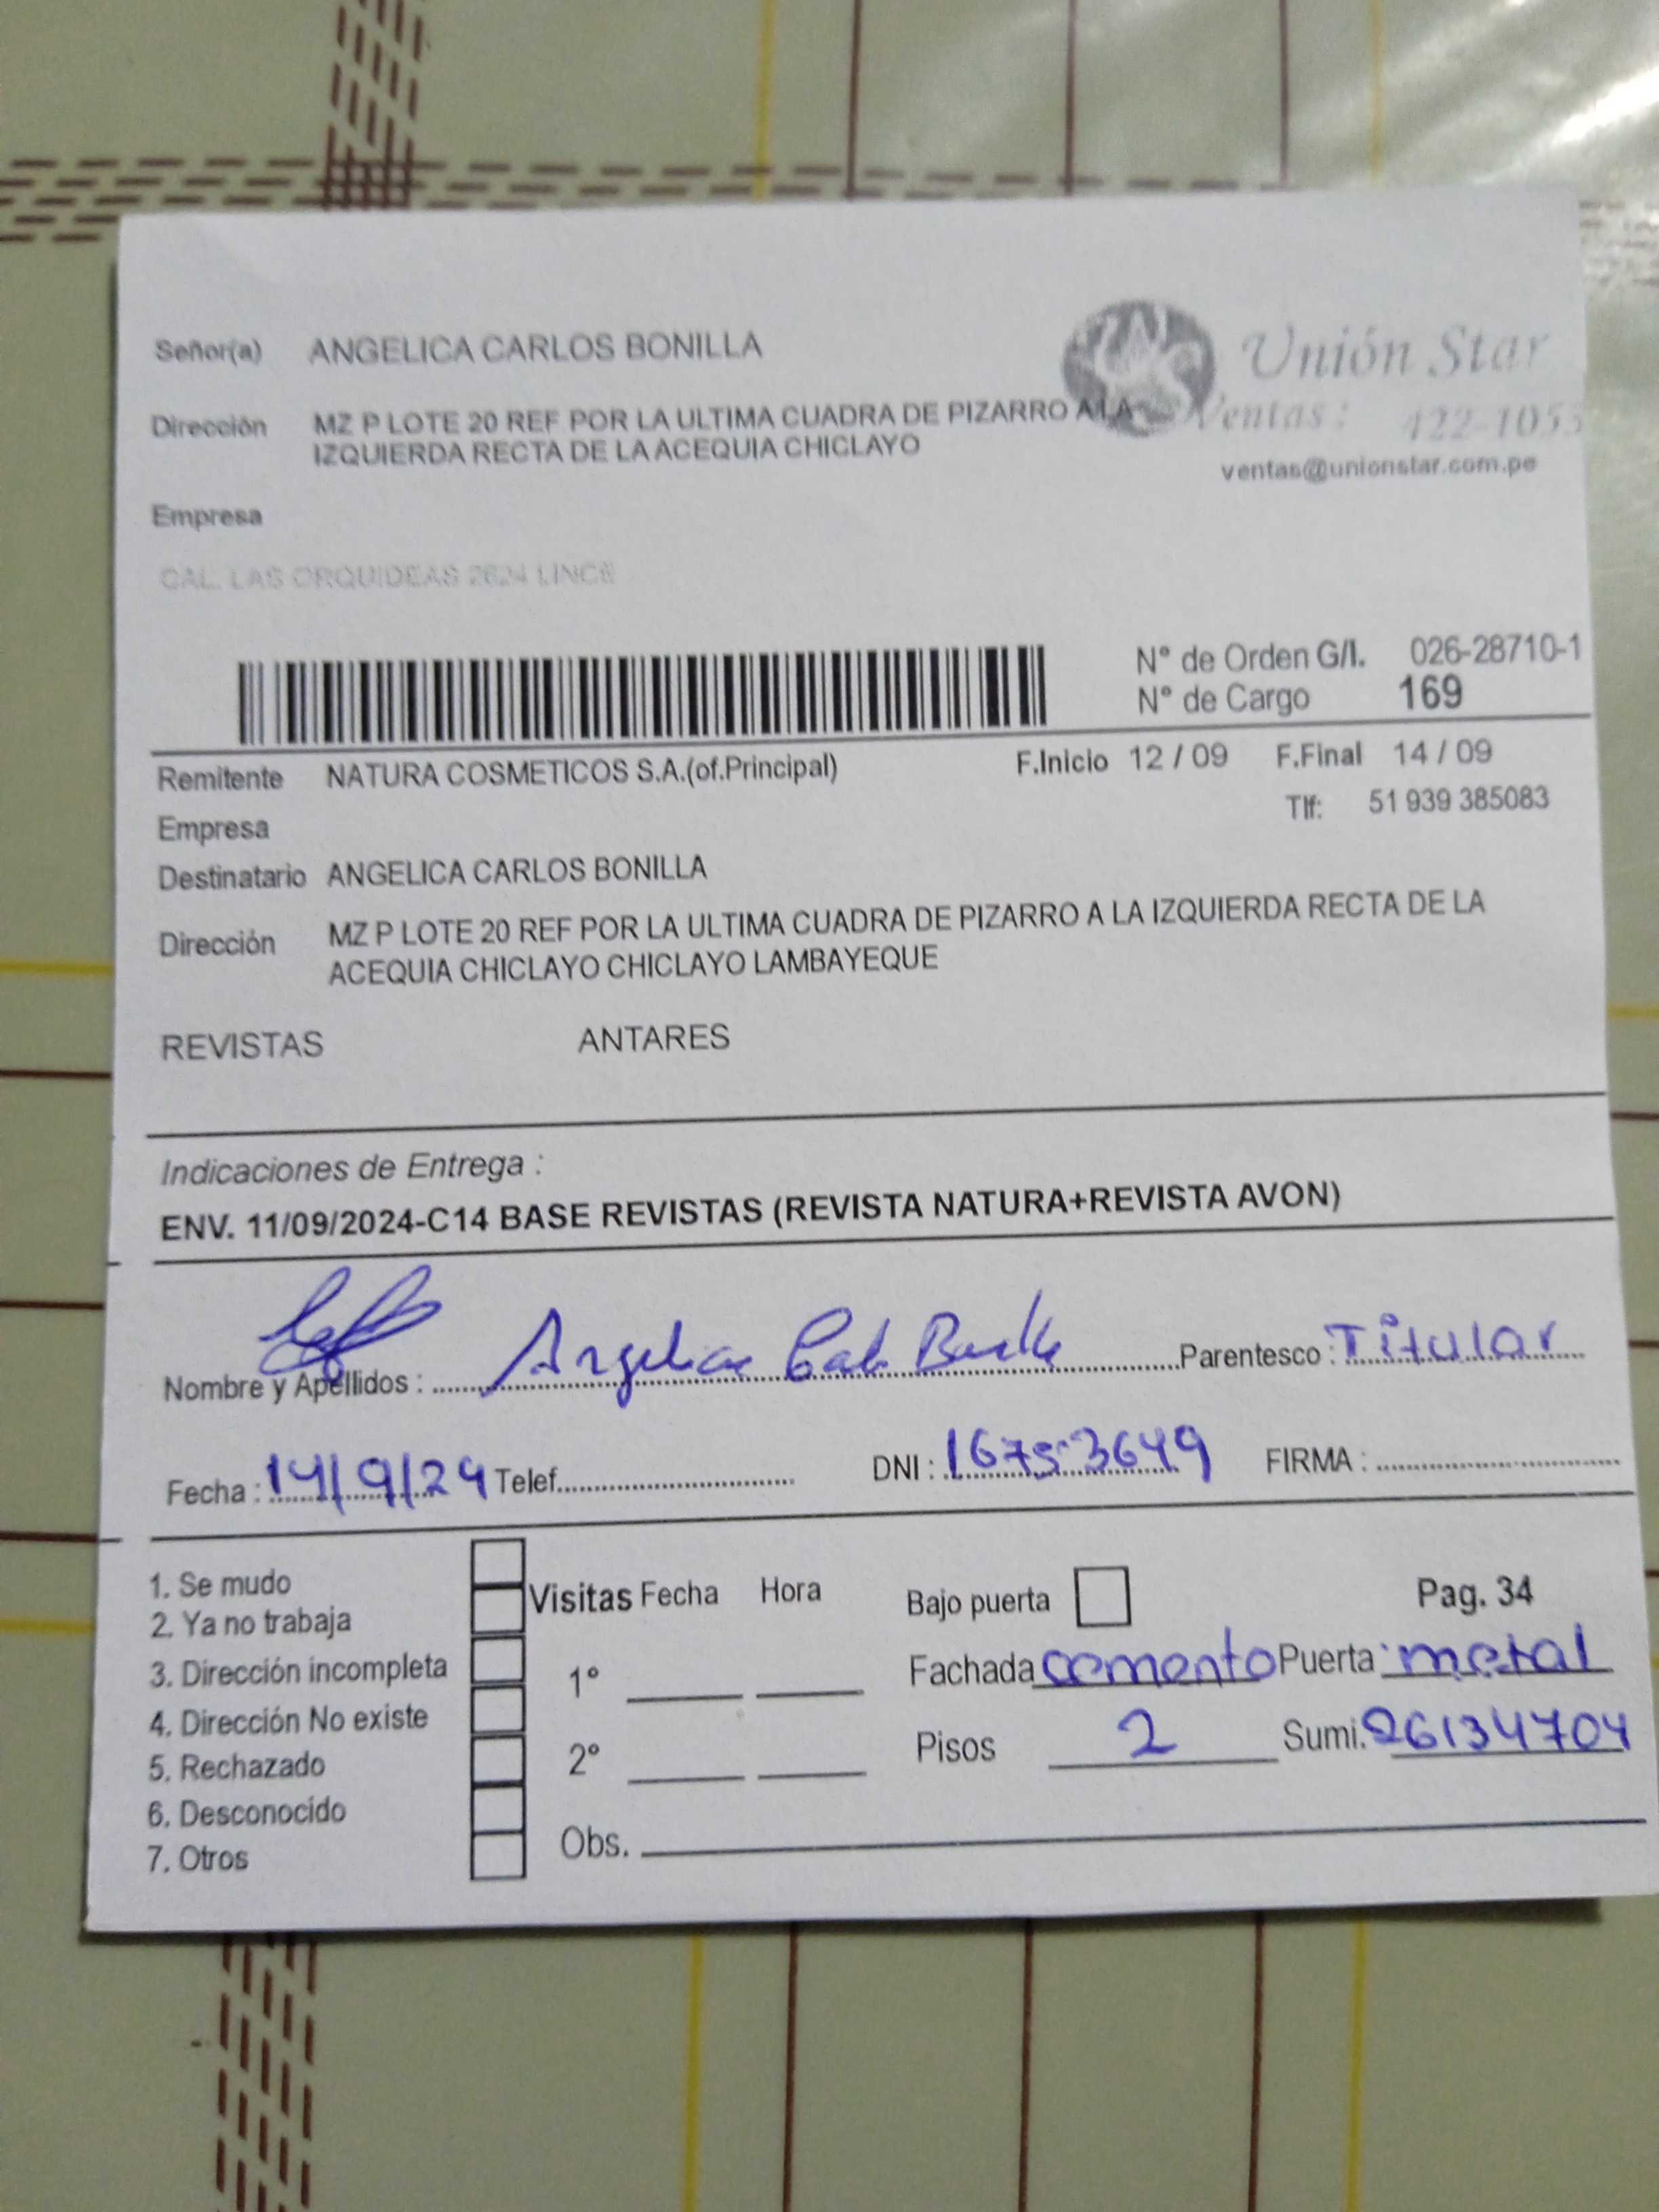 Señor(a) ANGELICA CARLOS BONILLA
Unión Star
Dirección MZ P LOTE 20 REF POR LA ULTIMA CUADRA DE PIZARRO A LA
Ventas: 422-1053
IZQUIERDA RECTA DE LA ACEQUIA CHICLAYO
ventas@unionstar.com.pe
Empresa
CAL. LAS ORQUIDEAS 2624 LINCE
N° de Orden G/I. 026-28710-1
N° de Cargo 169
Remitente NATURA COSMETICOS S.A.(of.Principal) F.Inicio 12 / 09 F.Final 14 / 09
Empresa Tlf: 51 939 385083
Destinatario ANGELICA CARLOS BONILLA
Dirección MZ P LOTE 20 REF POR LA ULTIMA CUADRA DE PIZARRO A LA IZQUIERDA RECTA DE LA
ACEQUIA CHICLAYO CHICLAYO LAMBAYEQUE
REVISTAS ANTARES
Indicaciones de Entrega :
ENV. 11/09/2024-C14 BASE REVISTAS (REVISTA NATURA+REVISTA AVON)
Nombre y Apellidos : Angelica Parentesco : Titular
Fecha : 14/9/24 Telef. DNI : 16753649 FIRMA :
1. Se mudo
2. Ya no trabaja Visitas Fecha Hora Bajo puerta Pag. 34
3. Dirección incompleta 1° Fachada cemento Puerta: metal
4. Dirección No existe
5. Rechazado 2° Pisos 2 Sumi. 26134704
6. Desconocido
7. Otros Obs.